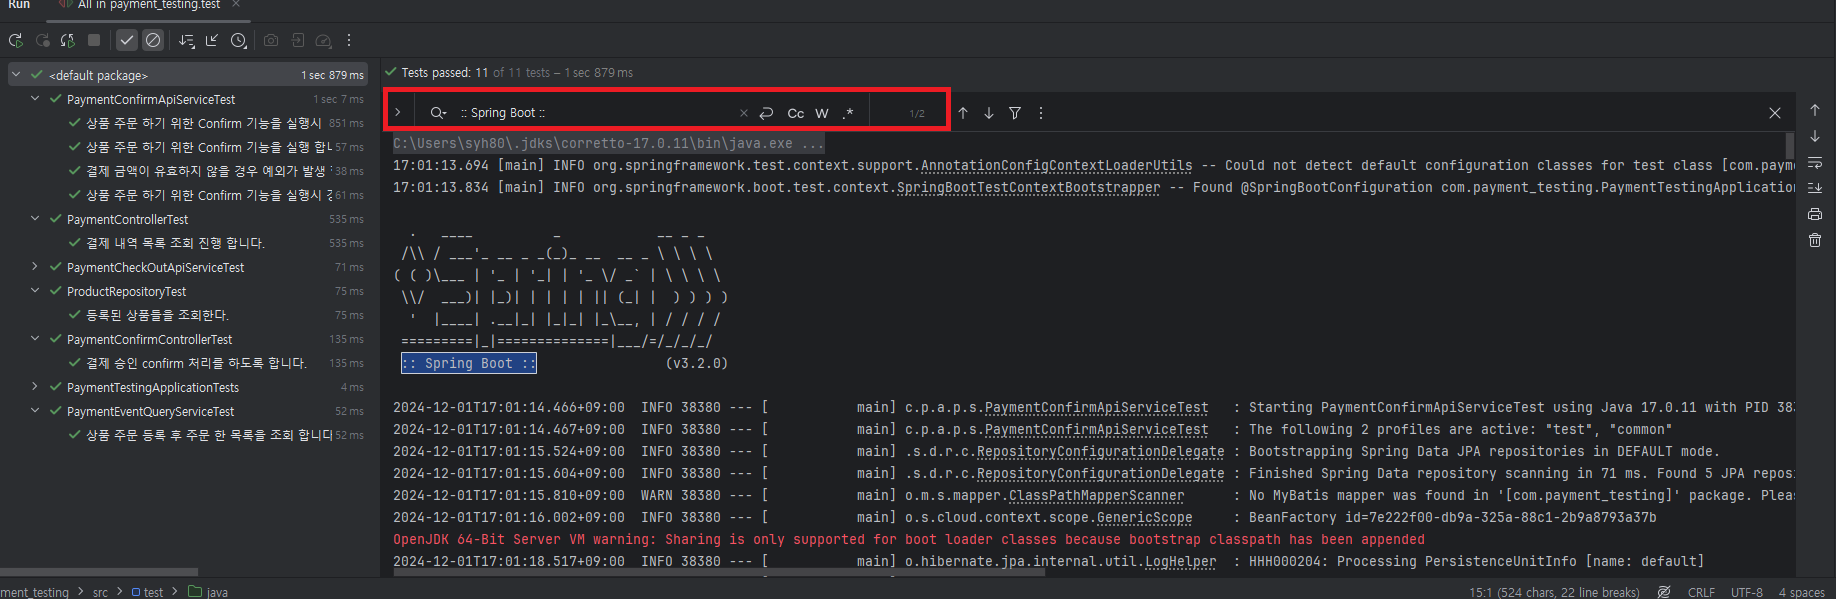 Run All in payment_testing.test ×
<default package> 1 sec 879 ms
PaymentConfirmApiServiceTest 1 sec 7 ms
상품 주문 하기 위한 Confirm 기능을 실행시 851 ms
상품 주문 하기 위한 Confirm 기능을 실행 합니 57 ms
결제 금액이 유효하지 않을 경우 예외가 발생 38 ms
상품 주문 하기 위한 Confirm 기능을 실행시 61 ms
PaymentControllerTest 535 ms
결제 내역 목록 조회 진행 합니다. 535 ms
PaymentCheckOutApiServiceTest 71 ms
ProductRepositoryTest 75 ms
등록된 상품들을 조회한다. 75 ms
PaymentConfirmControllerTest 135 ms
결제 승인 confirm 처리를 하도록 합니다. 135 ms
PaymentTestingApplicationTests 4 ms
PaymentEventQueryServiceTest 52 ms
상품 주문 등록 후 주문 한 목록을 조회 합니다 52 ms
Tests passed: 11 of 11 tests – 1 sec 879 ms
:: Spring Boot :: × Cc W .* 1/2
C:\Users\syh80\.jdks\corretto-17.0.11\bin\java.exe ...
17:01:13.694 [main] INFO org.springframework.test.context.support.AnnotationConfigContextLoaderUtils -- Could not detect default configuration classes for test class [com.paym
17:01:13.834 [main] INFO org.springframework.boot.test.context.SpringBootTestContextBootstrapper -- Found @SpringBootConfiguration com.payment_testing.PaymentTestingApplication
  .   ____          _            __ _ _
 /\\ / ___'_ __ _ _(_)_ __  __ _ \ \ \ \
( ( )\___ | '_ | '_| | '_ \/ _` | \ \ \ \
 \\/  ___)| |_)| | | | | || (_| |  ) ) ) )
  '  |____| .__|_| |_|_| |_\__, | / / / /
 =========|_|==============|___/=/_/_/_/
:: Spring Boot :: (v3.2.0)
2024-12-01T17:01:14.466+09:00 INFO 38380 --- [ main] c.p.a.p.s.PaymentConfirmApiServiceTest : Starting PaymentConfirmApiServiceTest using Java 17.0.11 with PID 383
2024-12-01T17:01:14.467+09:00 INFO 38380 --- [ main] c.p.a.p.s.PaymentConfirmApiServiceTest : The following 2 profiles are active: "test", "common"
2024-12-01T17:01:15.524+09:00 INFO 38380 --- [ main] .s.d.r.c.RepositoryConfigurationDelegate : Bootstrapping Spring Data JPA repositories in DEFAULT mode.
2024-12-01T17:01:15.604+09:00 INFO 38380 --- [ main] .s.d.r.c.RepositoryConfigurationDelegate : Finished Spring Data repository scanning in 71 ms. Found 5 JPA reposi
2024-12-01T17:01:15.810+09:00 WARN 38380 --- [ main] o.m.s.mapper.ClassPathMapperScanner : No MyBatis mapper was found in '[com.payment_testing]' package. Pleas
2024-12-01T17:01:16.002+09:00 INFO 38380 --- [ main] o.s.cloud.context.scope.GenericScope : BeanFactory id=7e222f00-db9a-325a-88c1-2b9a8793a37b
OpenJDK 64-Bit Server VM warning: Sharing is only supported for boot loader classes because bootstrap classpath has been appended
2024-12-01T17:01:18.517+09:00 INFO 38380 --- [ main] o.hibernate.jpa.internal.util.LogHelper : HHH000204: Processing PersistenceUnitInfo [name: default]
ment_testing > src > test > java 15:1 (524 chars, 22 line breaks) CRLF UTF-8 4 spaces